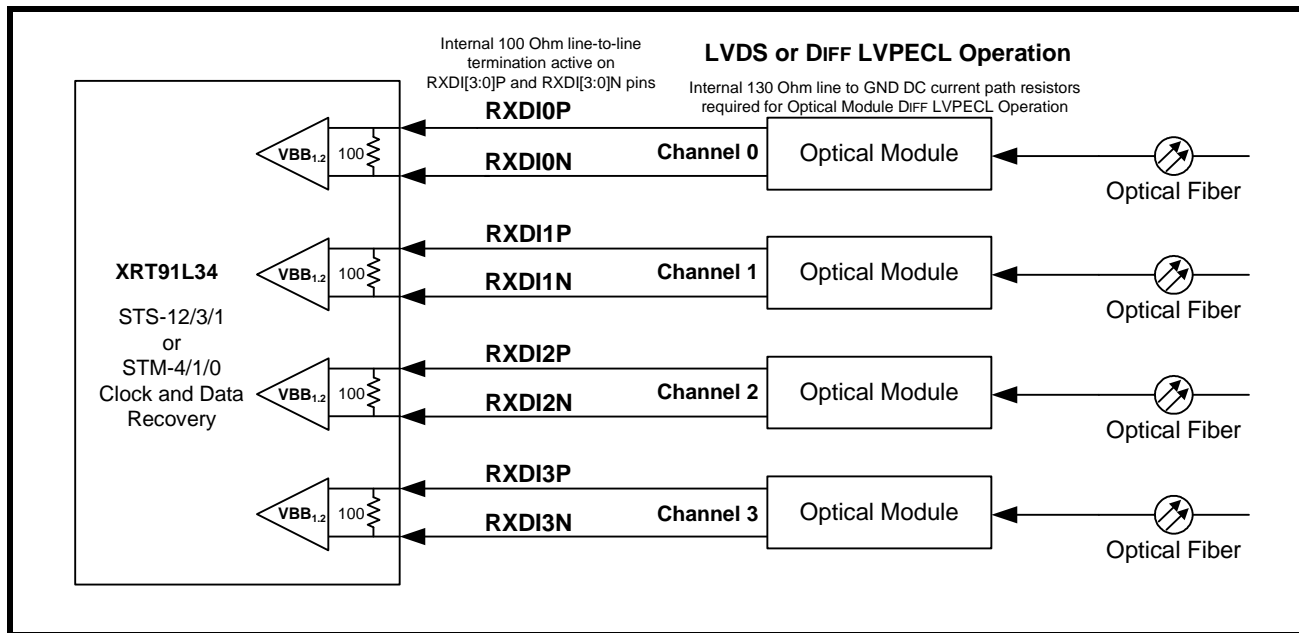 Internal 100 Ohm line-to-line
termination active on
RXDI[3:0]P and RXDI[3:0]N pins
LVDS or DIFF LVPECL Operation
Internal 130 Ohm line to GND DC current path resistors
required for Optical Module DIFF LVPECL Operation
XRT91L34
STS-12/3/1
or
STM-4/1/0
Clock and Data
Recovery
VBB1.2
100
RXDI0P
RXDI0N
Channel 0
Optical Module
Optical Fiber
VBB1.2
100
RXDI1P
RXDI1N
Channel 1
Optical Module
Optical Fiber
VBB1.2
100
RXDI2P
RXDI2N
Channel 2
Optical Module
Optical Fiber
VBB1.2
100
RXDI3P
RXDI3N
Channel 3
Optical Module
Optical Fiber